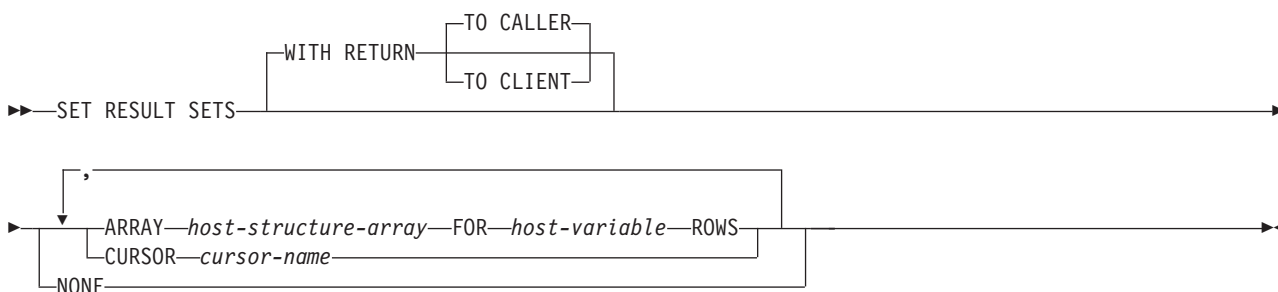 TO CALLER
WITH RETURN
TO CLIENT
SET RESULT SETS
,
ARRAY host-structure-array FOR host-variable ROWS
CURSOR cursor-name
NONE